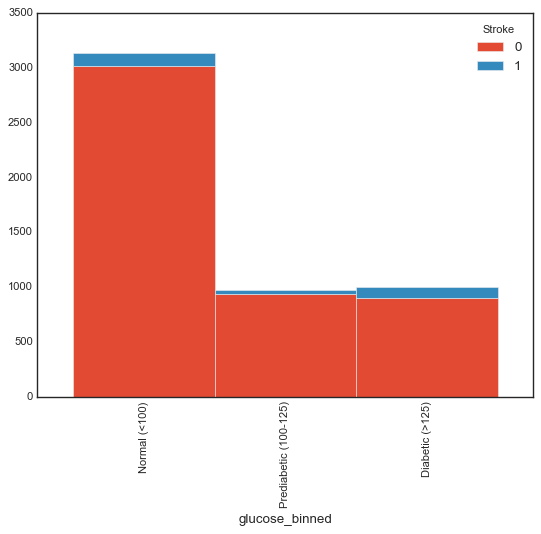 3500
3000
2500
2000
1500
1000
500
0
Stroke
0
1
Normal (<100)
Prediabetic (100-125)
Diabetic (>125)
glucose_binned